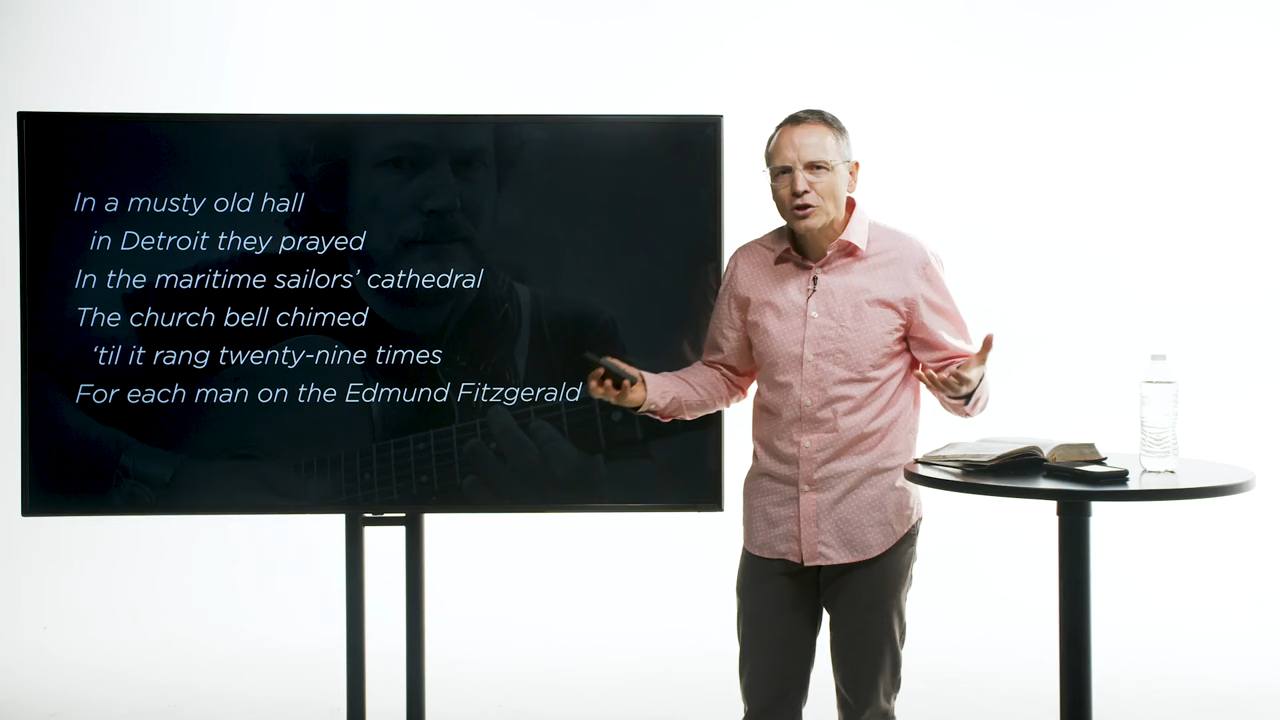 In a musty old hall
in Detroit they prayed
In the maritime sailors’ cathedral
The church bell chimed
‘til it rang twenty-nine times
For each man on the Edmund Fitzgerald